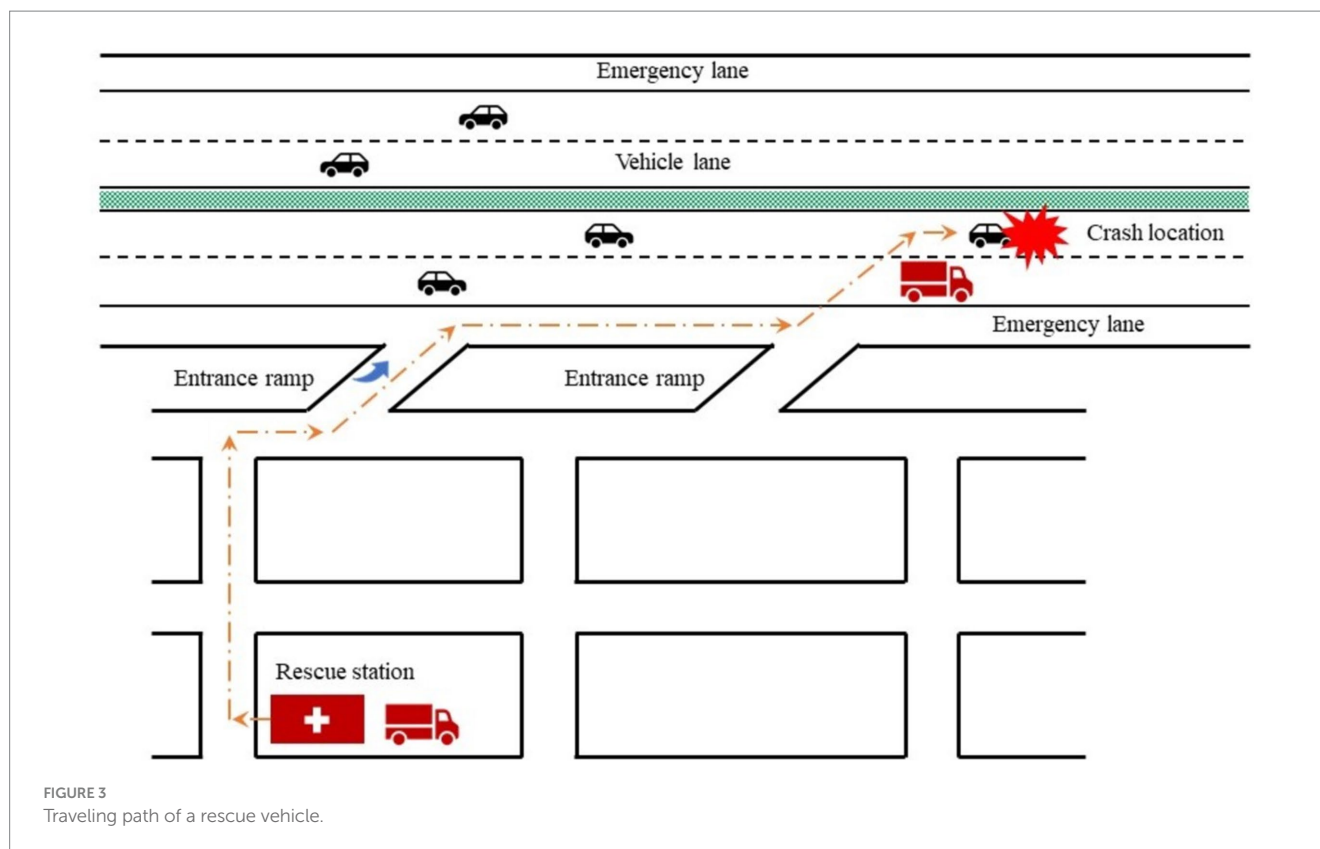 Emergency lane
Vehicle lane
Crash location
Emergency lane
Entrance ramp
Entrance ramp
Rescue station
FIGURE 3
Traveling path of a rescue vehicle.